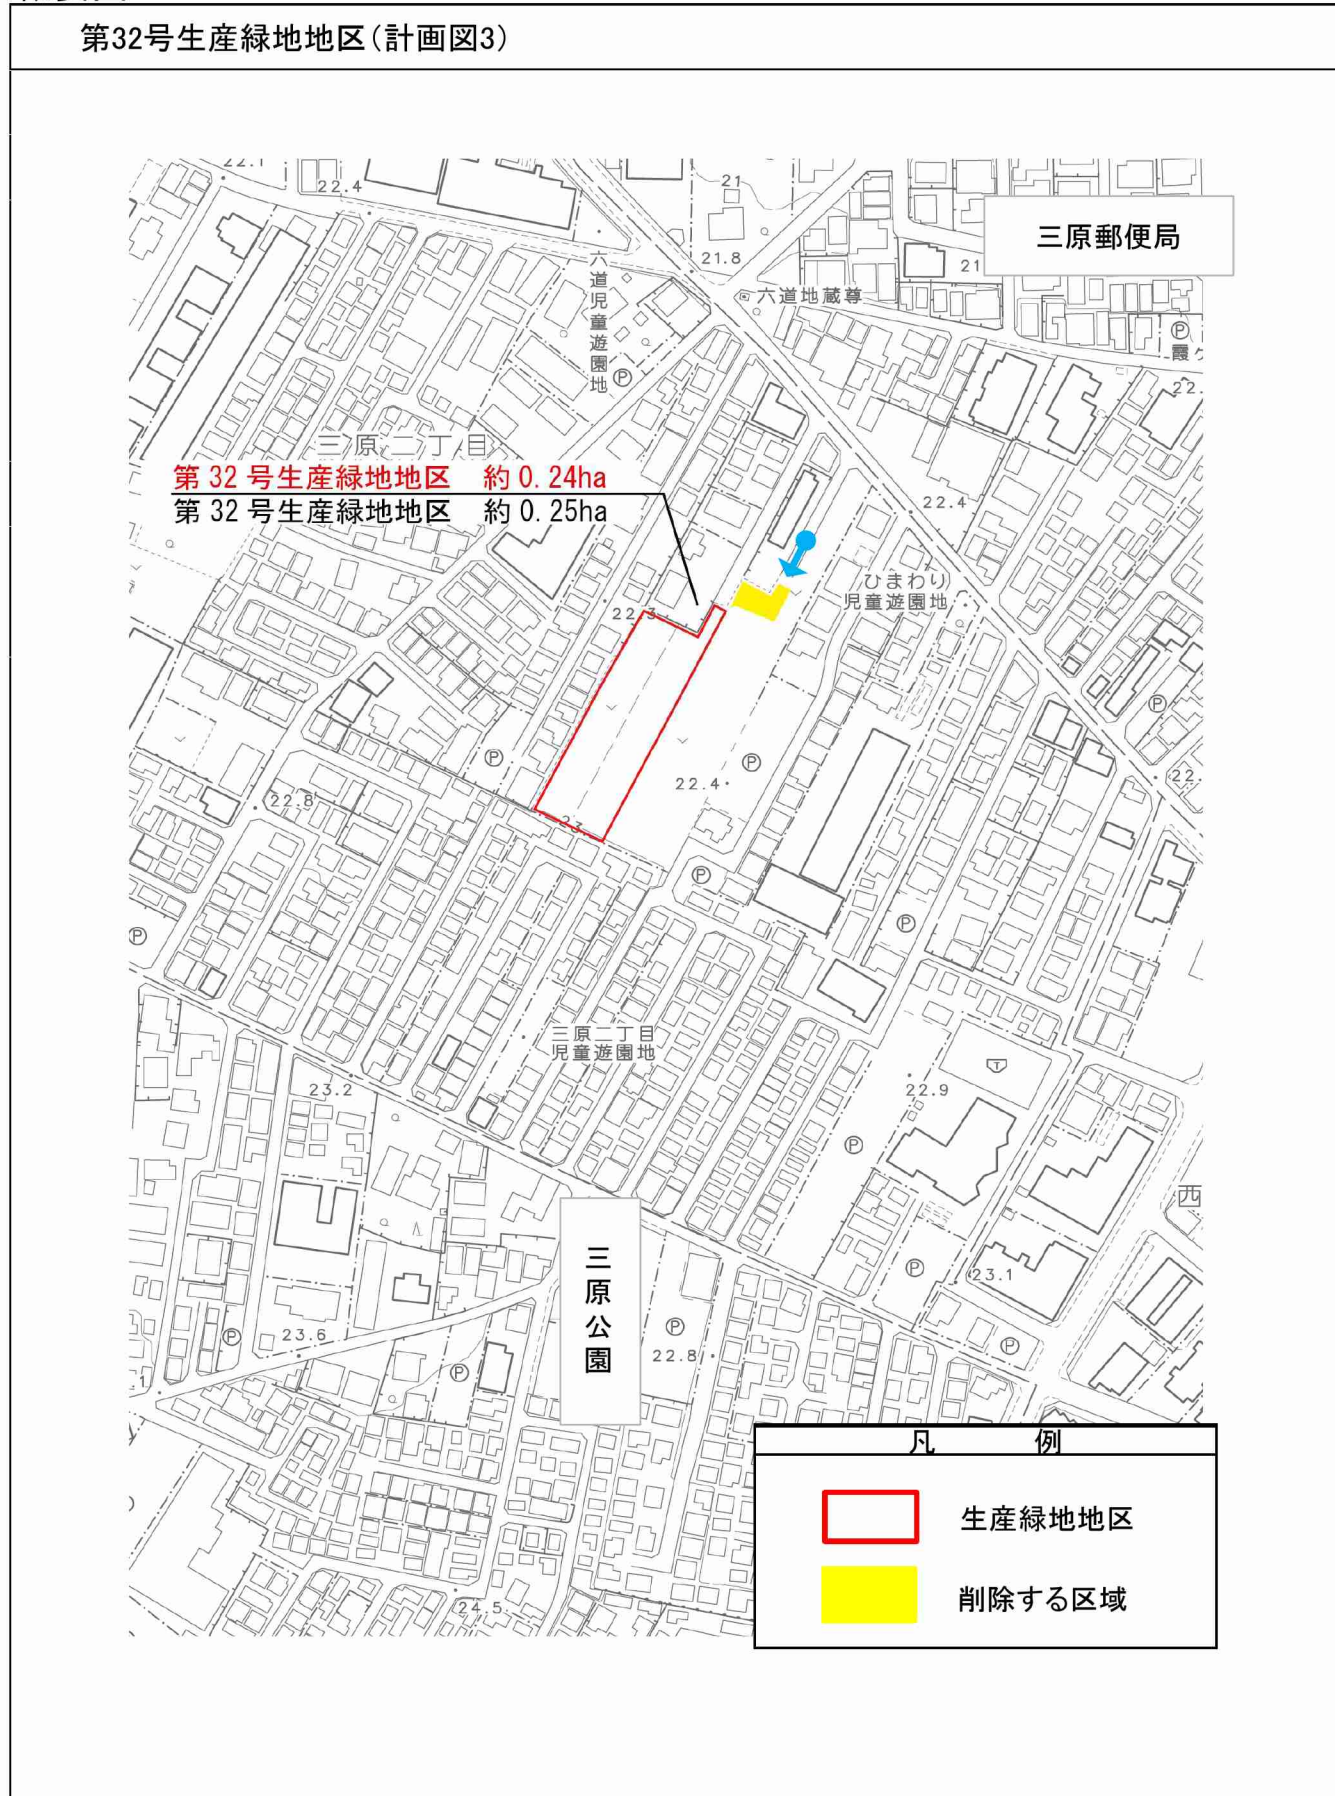 第32号生産緑地地区(計画図3)
22.1
22.4
21
三原郵便局
21.8
21
六道児童遊園地
六道地蔵尊
Ⓟ
霞ヶ
Ⓟ
22.
三原二丁目
第32号生産緑地地区 約0.24ha
第32号生産緑地地区 約0.25ha
22.4
ひまわり
児童遊園地
22.3
Ⓟ
Ⓟ
Ⓟ
22.4
22.
22.8
23
Ⓟ
Ⓟ
Ⓟ
三原二丁目
児童遊園地
23.2
22.9
Ⓟ
西
三原公園
Ⓟ
23.1
Ⓟ
23.6
Ⓟ
Ⓟ
22.8
Ⓟ
.1
凡例
生産緑地地区
削除する区域
24.5